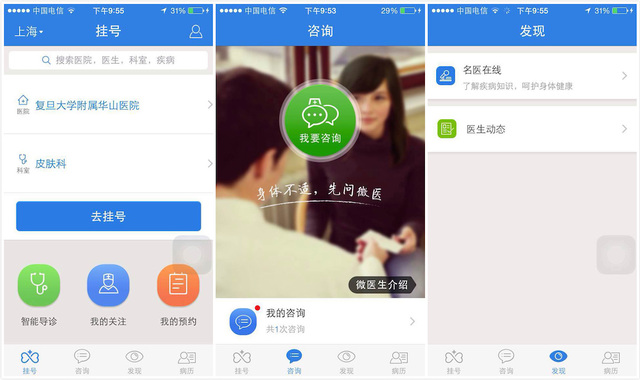 中国电信 下午9:55 31%
上海 挂号
搜索医院，医生，科室，疾病
医院 复旦大学附属华山医院
科室 皮肤科
去挂号
智能导诊 我的关注 我的预约
挂号 咨询 发现 病历
中国电信 下午9:53 29%
咨询
我要咨询
身体不适，先问微医
微医生介绍
我的咨询
共1次咨询
挂号 咨询 发现 病历
中国电信 下午9:55 31%
发现
名医在线
了解疾病知识，呵护身体健康
医生动态
挂号 咨询 发现 病历